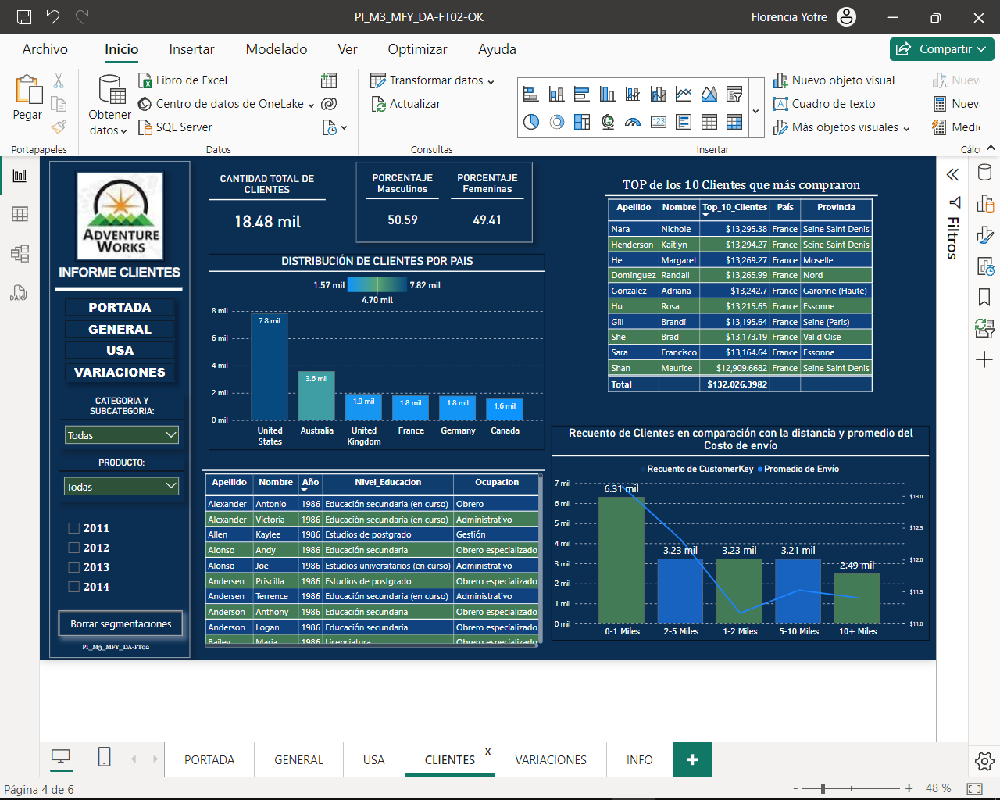 PI_M3_MFY_DA-FT02-OK
Florencia Yofre
Archivo
Inicio
Insertar
Modelado
Ver
Optimizar
Ayuda
Compartir
Pegar
Portapapeles
Obtener
datos
Libro de Excel
Centro de datos de OneLake
SQL Server
Datos
Transformar datos
Actualizar
Consultas
Nuevo objeto visual
Cuadro de texto
Más objetos visuales
Insertar
ADVENTURE
WORKS
INFORME CLIENTES
PORTADA
GENERAL
USA
VARIACIONES
CATEGORIA Y
SUBCATEGORIA:
Todas
PRODUCTO:
Todas
2011
2012
2013
2014
Borrar segmentaciones
PI_M3_MFY_DA-FT02
CANTIDAD TOTAL DE
CLIENTES
18.48 mil
PORCENTAJE
Masculinos
50.59
PORCENTAJE
Femeninas
49.41
DISTRIBUCIÓN DE CLIENTES POR PAIS
1.57 mil 7.82 mil
4.70 mil
8 mil
6 mil
4 mil
2 mil
0 mil
7.8 mil
3.6 mil
1.9 mil
1.8 mil
1.8 mil
1.6 mil
United
States
Australia
United
Kingdom
France
Germany
Canada
TOP de los 10 Clientes que más compraron
Apellido Nombre Top_10_Clientes País Provincia
Nara Nichole $13,295.38 France Seine Saint Denis
Henderson Kaitlyn $13,294.27 France Seine Saint Denis
He Margaret $13,269.27 France Moselle
Dominguez Randall $13,265.99 France Nord
Gonzalez Adriana $13,242.7 France Garonne (Haute)
Hu Rosa $13,215.65 France Essonne
Gill Brandi $13,195.64 France Seine (Paris)
She Brad $13,173.19 France Val d'Oise
Sara Francisco $13,164.64 France Essonne
Shan Maurice $12,909.6682 France Seine Saint Denis
Total $132,026.3982
Apellido Nombre Año Nivel_Educacion Ocupacion
Alexander Antonio 1986 Educación secundaria (en curso) Obrero
Alexander Victoria 1986 Educación secundaria (en curso) Administrativo
Allen Kaylee 1986 Estudios de postgrado Gestión
Alonso Andy 1986 Educación secundaria Obrero especializado
Alonso Joe 1986 Estudios universitarios (en curso) Administrativo
Andersen Priscilla 1986 Estudios de postgrado Obrero especializado
Andersen Terrence 1986 Educación secundaria (en curso) Administrativo
Anderson Anthony 1986 Educación secundaria Obrero especializado
Anderson Logan 1986 Educación secundaria Obrero especializado
Bailey Maria 1986 Licenciatura Obrero especializado
Recuento de Clientes en comparación con la distancia y promedio del
Costo de envío
Recuento de CustomerKey Promedio de Envío
7 mil
6 mil
5 mil
4 mil
3 mil
2 mil
1 mil
0 mil
6.31 mil
3.23 mil
3.23 mil
3.21 mil
2.49 mil
$13.0
$12.5
$12.0
$11.5
$11.0
0-1 Miles
2-5 Miles
1-2 Miles
5-10 Miles
10+ Miles
Filtros
PORTADA
GENERAL
USA
CLIENTES
x
VARIACIONES
INFO
+
Página 4 de 6
- + 48 %